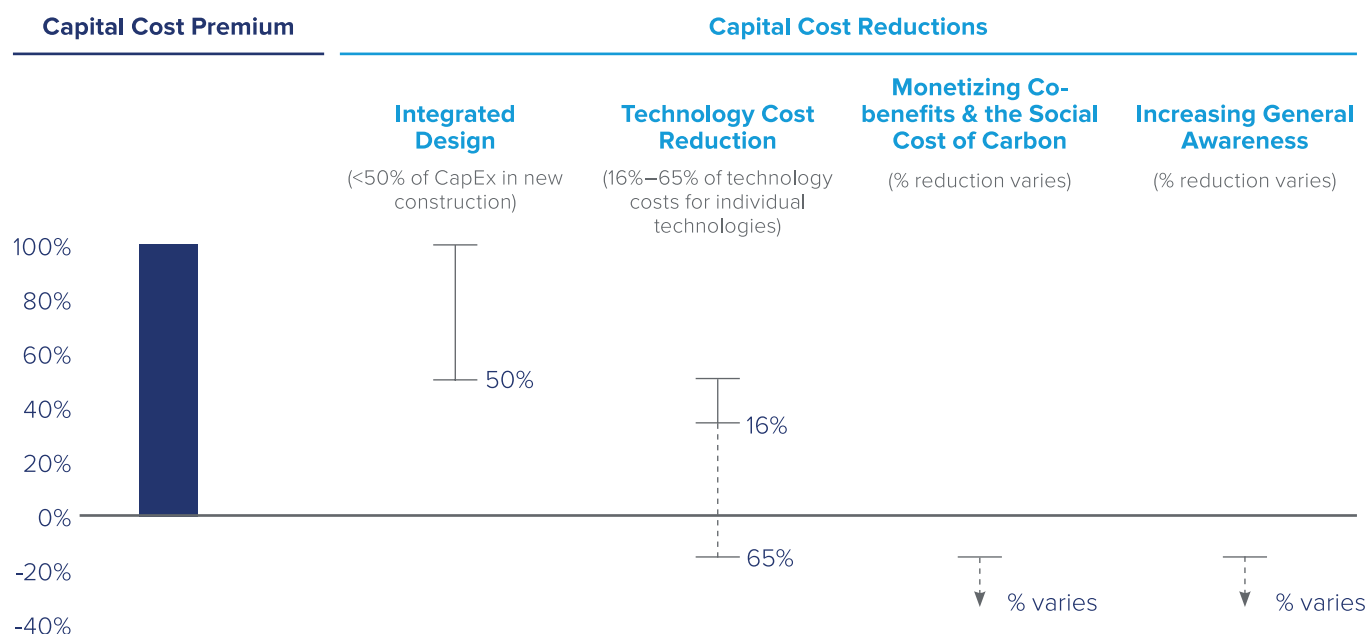 Capital Cost Premium
Capital Cost Reductions
Integrated
Design
(<50% of CapEx in new
construction)
Technology Cost
Reduction
(16%–65% of technology
costs for individual
technologies)
Monetizing Co-
benefits & the Social
Cost of Carbon
(% reduction varies)
Increasing General
Awareness
(% reduction varies)
100%
80%
60%
40%
20%
0%
-20%
-40%
50%
16%
65%
% varies
% varies